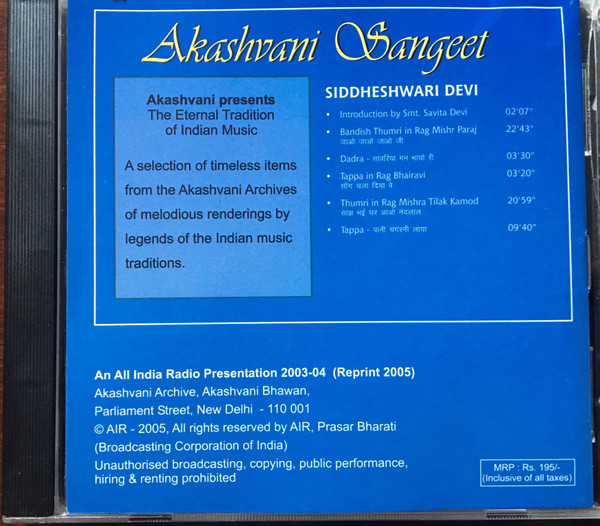 Akashvani Sangeet
Akashvani presents
The Eternal Tradition
of Indian Music
A selection of timeless items
from the Akashvani Archives
of melodious renderings by
legends of the Indian music
traditions.
SIDDHESHWARI DEVI
• Introduction by Smt. Savita Devi 02'07"
• Bandish Thumri in Rag Mishr Paraj 22'43"
जाओ जाओ जाओ जी
• Dadra - सांवरिया मन भायो री 03'30"
• Tappa in Rag Bhairavi 03'20"
साँग चला दिया वे
• Thumri in Rag Mishra Tilak Kamod 20'59"
सांझ भई घर आओ नंदलाल
• Tappa - पानी चगरनी लाया 09'40"
An All India Radio Presentation 2003-04 (Reprint 2005)
Akashvani Archive, Akashvani Bhawan,
Parliament Street, New Delhi - 110 001
© AIR - 2005, All rights reserved by AIR, Prasar Bharati
(Broadcasting Corporation of India)
Unauthorised broadcasting, copying, public performance,
hiring & renting prohibited
MRP : Rs. 195/-
(Inclusive of all taxes)